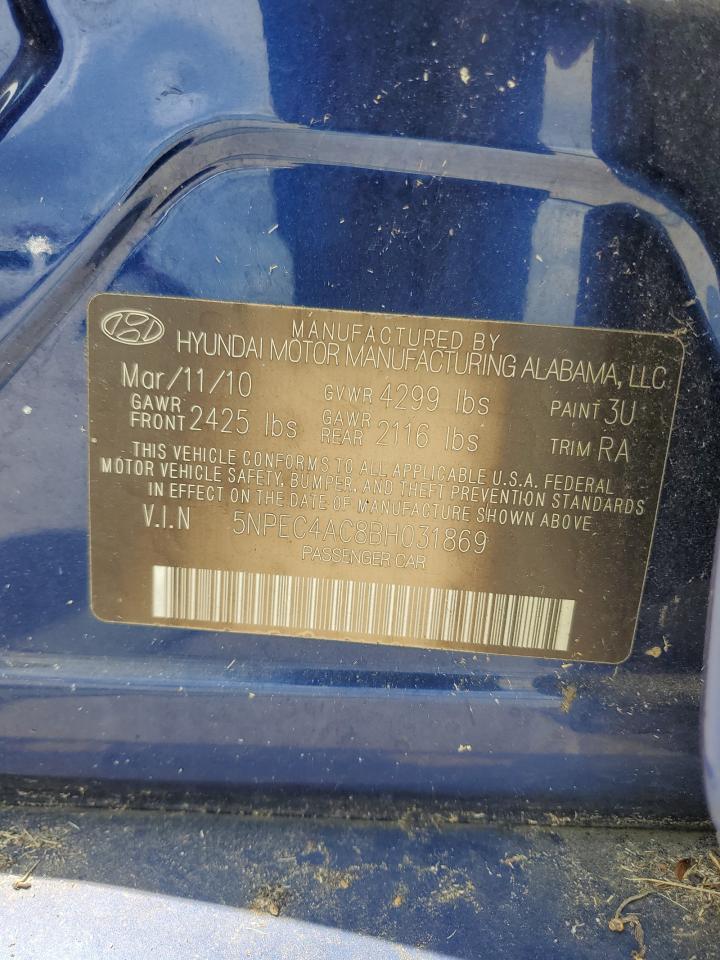 MANUFACTURED BY
HYUNDAI MOTOR MANUFACTURING ALABAMA, LLC
Mar/11/10 GVWR 4299 lbs PAINT 3U
GAWR FRONT 2425 lbs GAWR REAR 2116 lbs TRIM RA
THIS VEHICLE CONFORMS TO ALL APPLICABLE U.S.A. FEDERAL
MOTOR VEHICLE SAFETY, BUMPER, AND THEFT PREVENTION STANDARDS
IN EFFECT ON THE DATE OF MANUFACTURE SHOWN ABOVE.
V.I.N 5NPEC4AC8BH031869
PASSENGER CAR